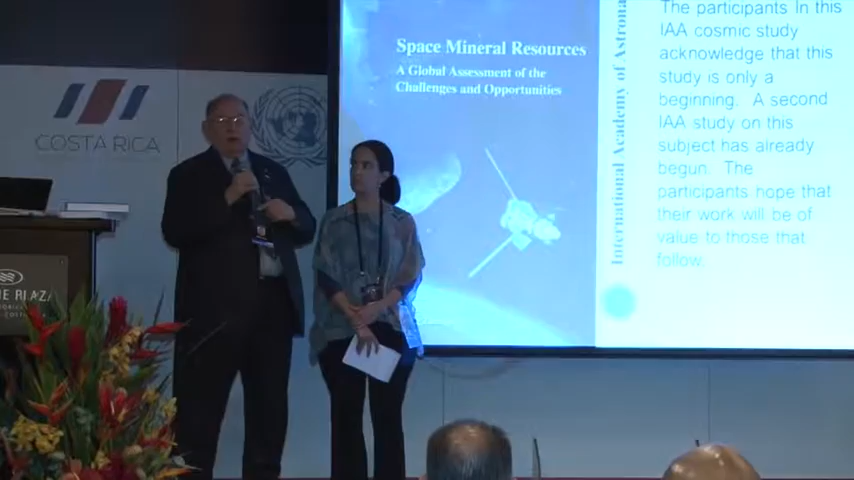 Space Mineral Resources
A Global Assessment of the
Challenges and Opportunities
International Academy of Astrona
The participants in this
IAA cosmic study
acknowledge that this
study is only a
beginning. A second
IAA study on this
subject has already
begun. The
participants hope that
their work will be of
value to those that
follow.
COSTA RICA
NE PLAZA